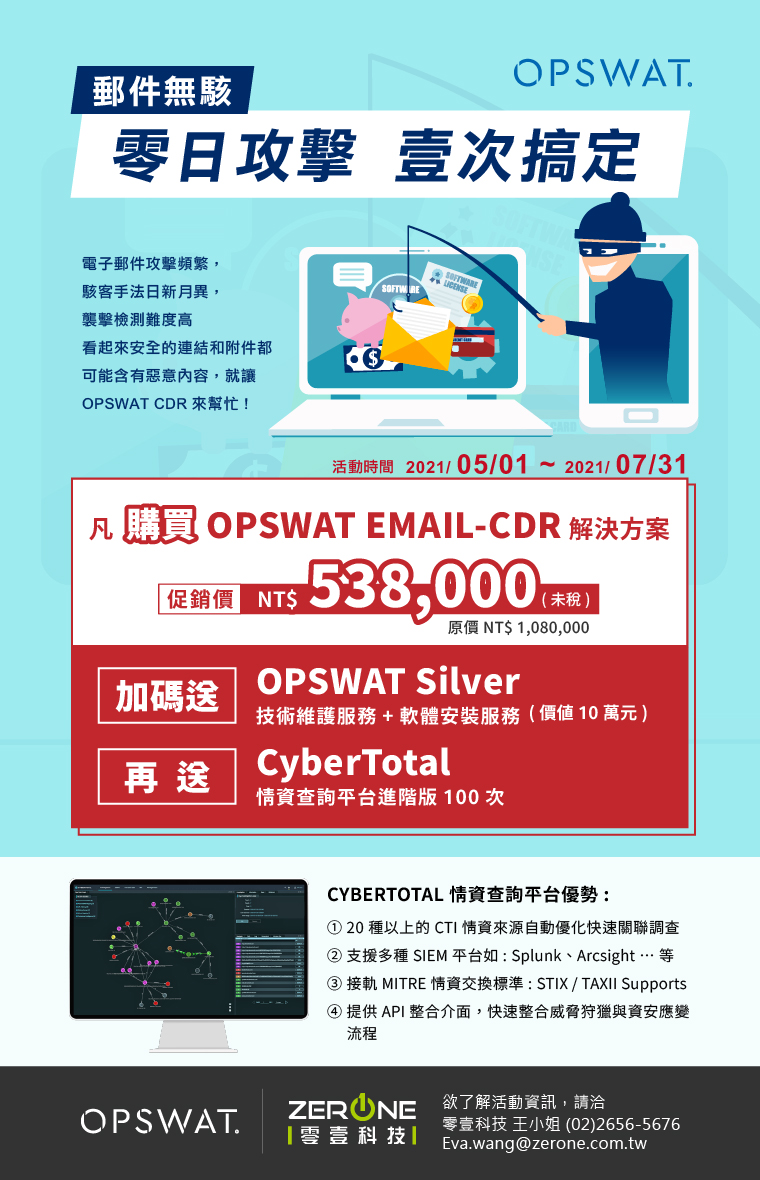 OPSWAT.
郵件無駭
零日攻擊 壹次搞定
電子郵件攻擊頻繁，
駭客手法日新月異，
襲擊檢測難度高
看起來安全的連結和附件都
可能含有惡意內容，就讓
OPSWAT CDR 來幫忙！
SOFTWARE
SOFTWARE
LICENSE
活動時間 2021/ 05/01 ~ 2021/ 07/31
凡 購買 OPSWAT EMAIL-CDR 解決方案
促銷價 NT$ 538,000 ( 未稅 )
原價 NT$ 1,080,000
加碼送
OPSWAT Silver
技術維護服務 + 軟體安裝服務 ( 價值 10 萬元 )
再 送
CyberTotal
情資查詢平台進階版 100 次
CYBERTOTAL 情資查詢平台優勢 :
① 20 種以上的 CTI 情資來源自動優化快速關聯調查
② 支援多種 SIEM 平台如 : Splunk、Arcsight … 等
③ 接軌 MITRE 情資交換標準 : STIX / TAXII Supports
④ 提供 API 整合介面，快速整合威脅狩獵與資安應變
流程
OPSWAT.
ZERONE
零壹科技
欲了解活動資訊，請洽
零壹科技 王小姐 (02)2656-5676
Eva.wang@zerone.com.tw